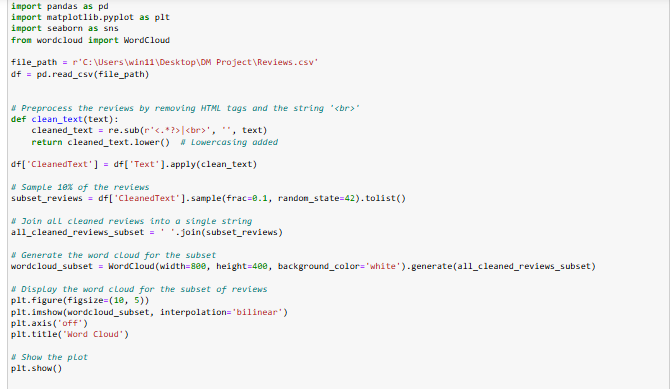 import pandas as pd
import matplotlib.pyplot as plt
import seaborn as sns
from wordcloud import WordCloud
file_path = r'C:\Users\win11\Desktop\DM Project\Reviews.csv'
df = pd.read_csv(file_path)
# Preprocess the reviews by removing HTML tags and the string '<br>'
def clean_text(text):
    cleaned_text = re.sub(r'<.*?>|<br>', '', text)
    return cleaned_text.lower()  # Lowercasing added
df['CleanedText'] = df['Text'].apply(clean_text)
# Sample 10% of the reviews
subset_reviews = df['CleanedText'].sample(frac=0.1, random_state=42).tolist()
# Join all cleaned reviews into a single string
all_cleaned_reviews_subset = ' '.join(subset_reviews)
# Generate the word cloud for the subset
wordcloud_subset = WordCloud(width=800, height=400, background_color='white').generate(all_cleaned_reviews_subset)
# Display the word cloud for the subset of reviews
plt.figure(figsize=(10, 5))
plt.imshow(wordcloud_subset, interpolation='bilinear')
plt.axis('off')
plt.title('Word Cloud')
# Show the plot
plt.show()